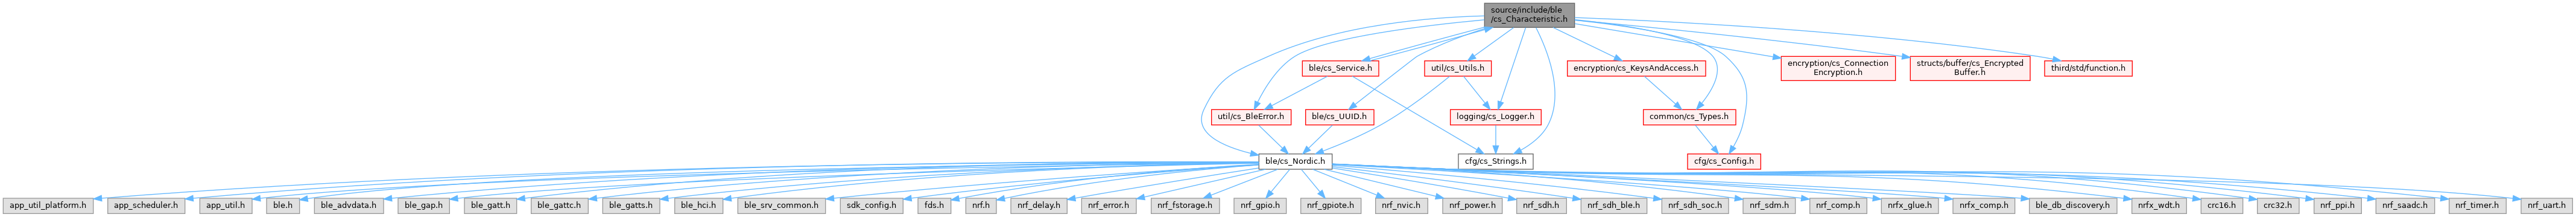 source/include/ble
/cs_Characteristic.h
ble/cs_Service.h
util/cs_Utils.h
encryption/cs_KeysAndAccess.h
encryption/cs_Connection
Encryption.h
structs/buffer/cs_Encrypted
Buffer.h
third/std/function.h
util/cs_BleError.h
ble/cs_UUID.h
logging/cs_Logger.h
common/cs_Types.h
ble/cs_Nordic.h
cfg/cs_Strings.h
cfg/cs_Config.h
app_util_platform.h
app_scheduler.h
app_util.h
ble.h
ble_advdata.h
ble_gap.h
ble_gatt.h
ble_gattc.h
ble_gatts.h
ble_hci.h
ble_srv_common.h
sdk_config.h
fds.h
nrf.h
nrf_delay.h
nrf_error.h
nrf_fstorage.h
nrf_gpio.h
nrf_gpiote.h
nrf_nvic.h
nrf_power.h
nrf_sdh.h
nrf_sdh_ble.h
nrf_sdh_soc.h
nrf_sdm.h
nrf_comp.h
nrfx_glue.h
nrfx_comp.h
ble_db_discovery.h
nrfx_wdt.h
crc16.h
crc32.h
nrf_ppi.h
nrf_saadc.h
nrf_timer.h
nrf_uart.h